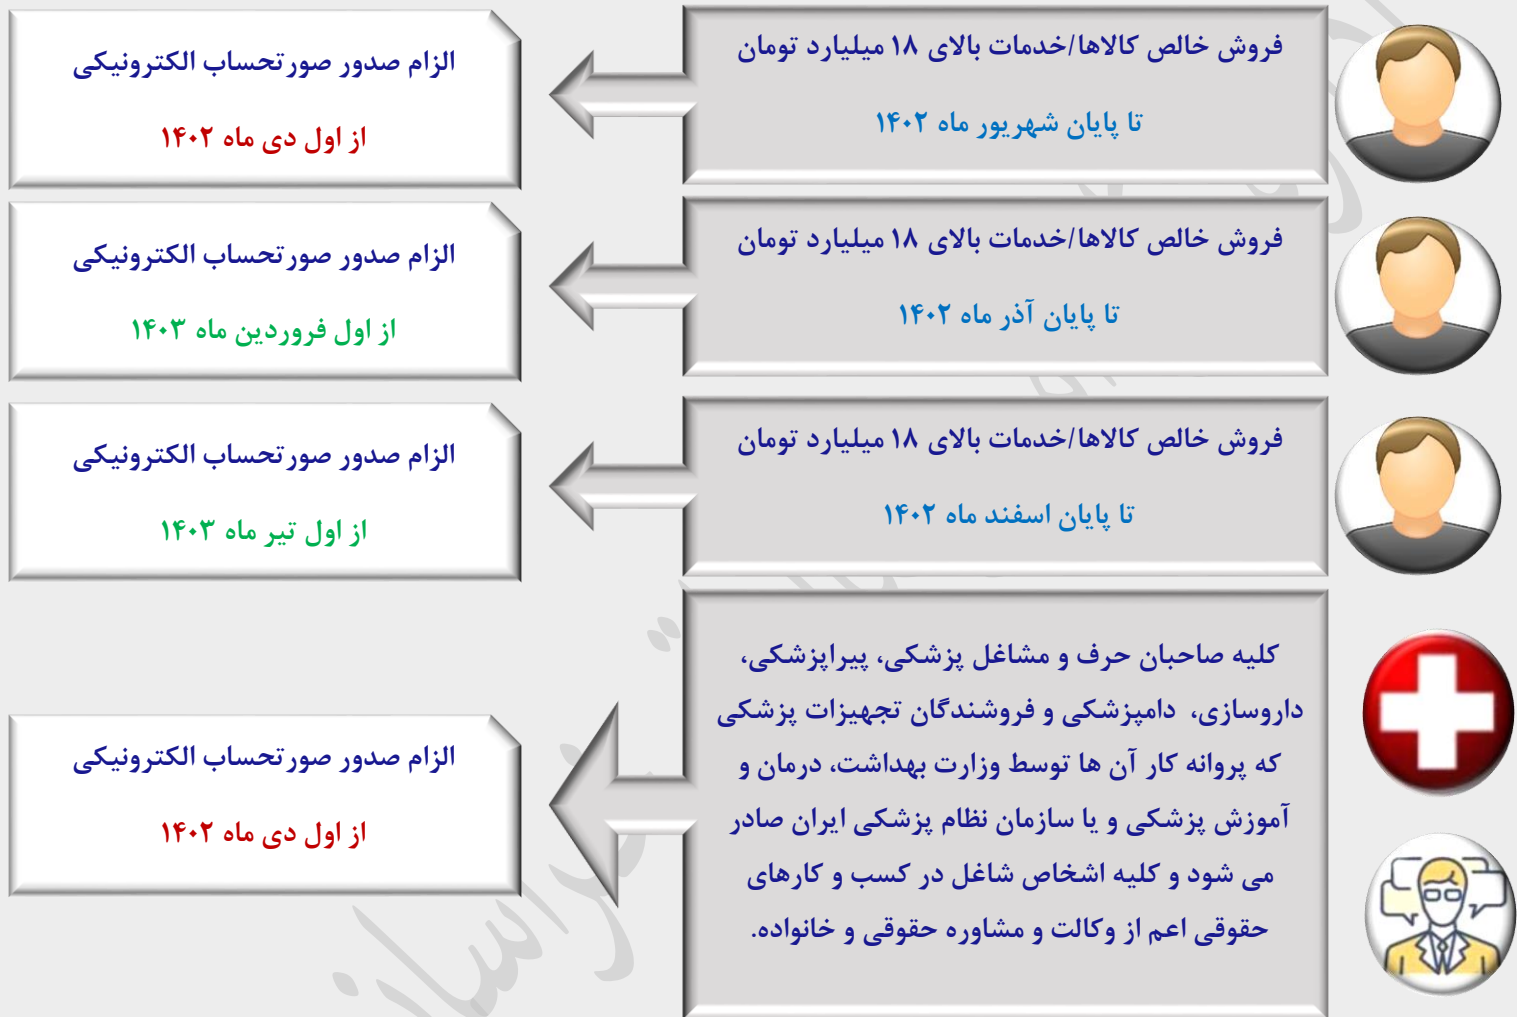 فروش خالص کالاها/خدمات بالای ۱۸ میلیارد تومان
تا پایان شهریور ماه ۱۴۰۲
الزام صدور صورتحساب الکترونیکی
از اول دی ماه ۱۴۰۲
فروش خالص کالاها/خدمات بالای ۱۸ میلیارد تومان
تا پایان آذر ماه ۱۴۰۲
الزام صدور صورتحساب الکترونیکی
از اول فروردین ماه ۱۴۰۳
فروش خالص کالاها/خدمات بالای ۱۸ میلیارد تومان
تا پایان اسفند ماه ۱۴۰۲
الزام صدور صورتحساب الکترونیکی
از اول تیر ماه ۱۴۰۳
کلیه صاحبان حرف و مشاغل پزشکی، پیراپزشکی،
داروسازی، دامپزشکی و فروشندگان تجهیزات پزشکی
که پروانه کار آن ها توسط وزارت بهداشت، درمان و
آموزش پزشکی و یا سازمان نظام پزشکی ایران صادر
می شود و کلیه اشخاص شاغل در کسب و کارهای
حقوقی اعم از وکالت و مشاوره حقوقی و خانواده.
الزام صدور صورتحساب الکترونیکی
از اول دی ماه ۱۴۰۲